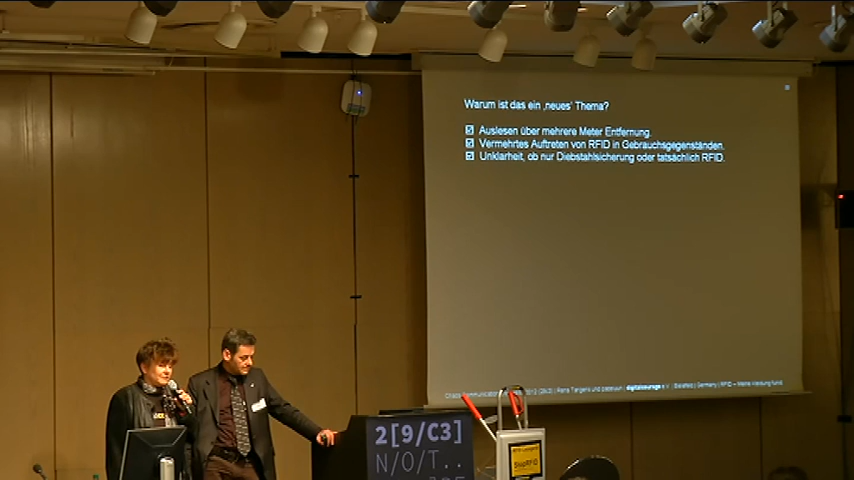 Warum ist das ein ‚neues' Thema?
Auslesen über mehrere Meter Entfernung.
Vermehrtes Auftreten von RFID in Gebrauchsgegenständen.
Unklarheit, ob nur Diebstahlsicherung oder tatsächlich RFID.
2[9/C3]
N/O/T..
StopRFID